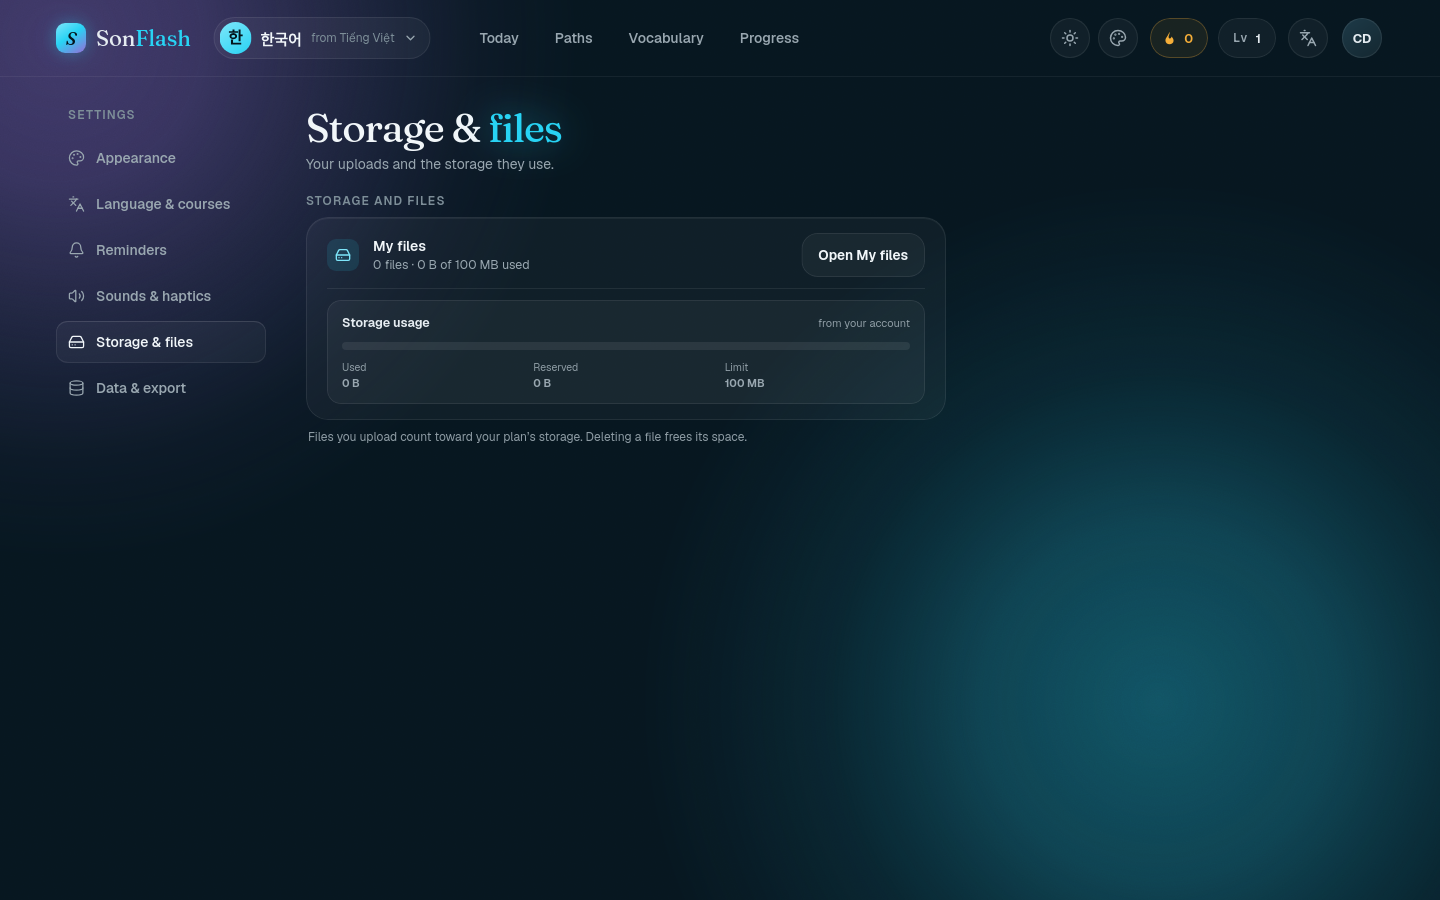 S SonFlash 한 한국어 from Tiếng Việt Today Paths Vocabulary Progress 0 Lv 1 CD
SETTINGS
Appearance
Language & courses
Reminders
Sounds & haptics
Storage & files
Data & export
Storage & files
Your uploads and the storage they use.
STORAGE AND FILES
My files
0 files · 0 B of 100 MB used
Open My files
Storage usage from your account
Used Reserved Limit
0 B 0 B 100 MB
Files you upload count toward your plan's storage. Deleting a file frees its space.